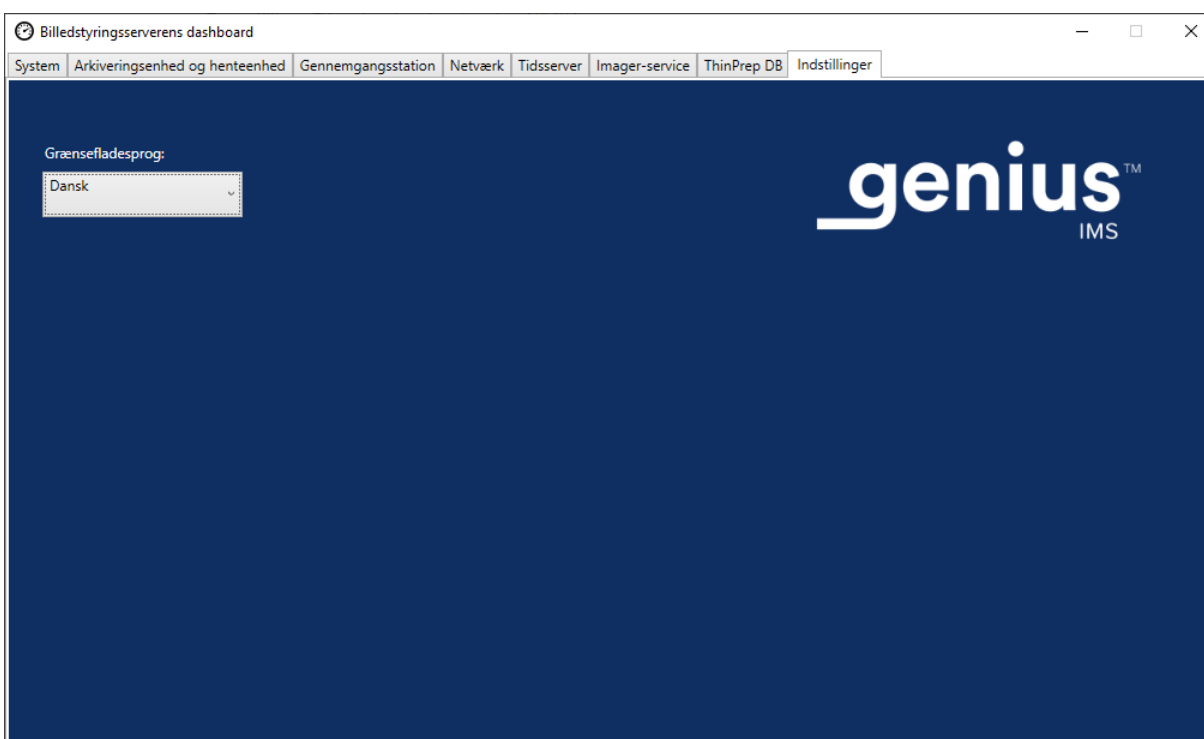 Billedstyringsserverens dashboard
System Arkiveringsenhed og henteenhed Gennemgangsstation Netværk Tidsserver Imager-service ThinPrep DB Indstillinger
Grænsefladesprog:
Dansk
genius™
IMS